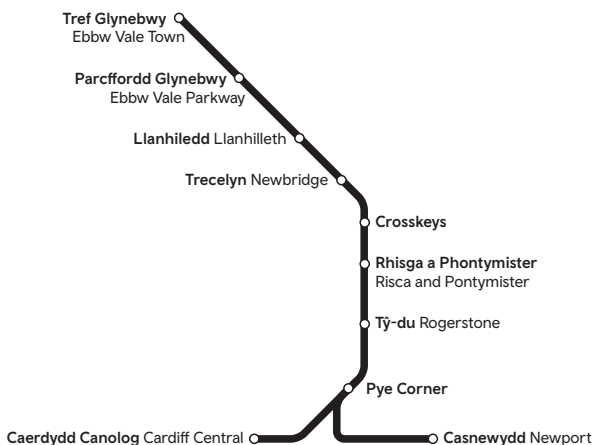 Tref Glynebwy
Ebbw Vale Town
Parcffordd Glynebwy
Ebbw Vale Parkway
Llanhiledd Llanhilleth
Trecelyn Newbridge
Crosskeys
Rhisga a Phontymister
Risca and Pontymister
Tŷ-du Rogerstone
Pye Corner
Caerdydd Canolog Cardiff Central
Casnewydd Newport